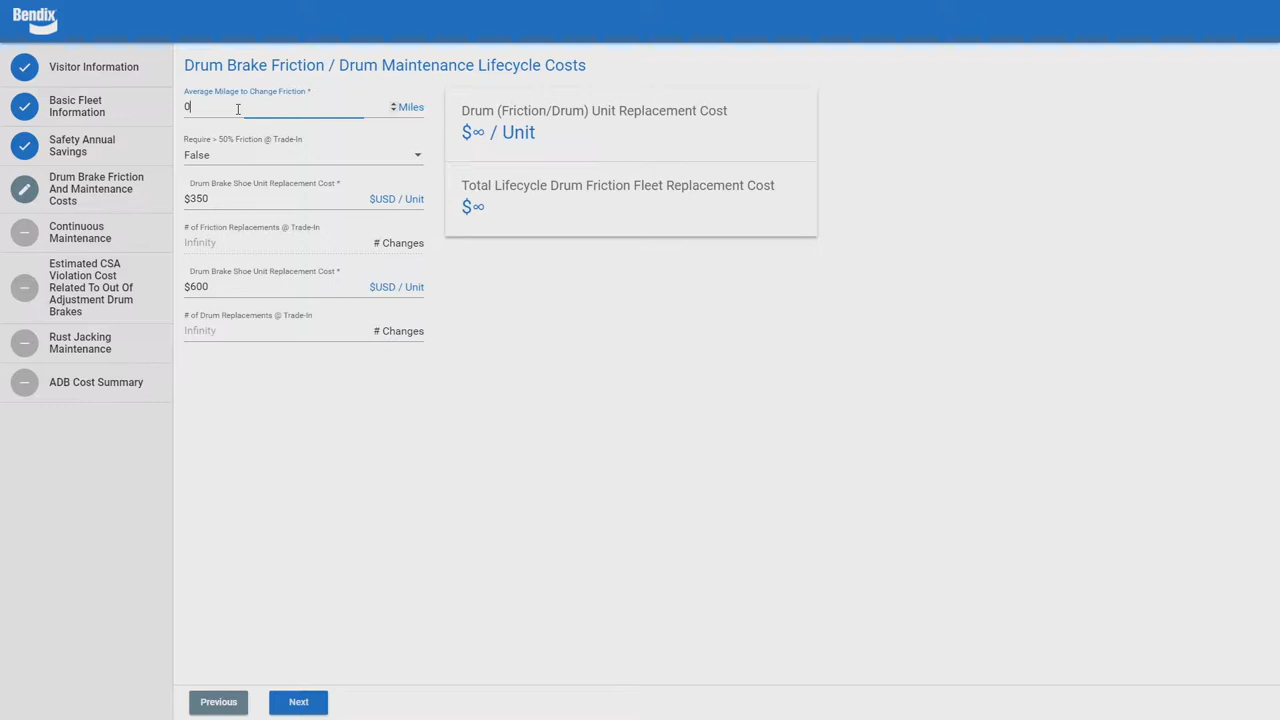 Bendix
Visitor Information
Basic Fleet
Information
Safety Annual
Savings
Drum Brake Friction
And Maintenance
Costs
Continuous
Maintenance
Estimated CSA
Violation Cost
Related To Out Of
Adjustment Drum
Brakes
Rust Jacking
Maintenance
ADB Cost Summary
Drum Brake Friction / Drum Maintenance Lifecycle Costs
Average Milage to Change Friction *
0 Miles
Require > 50% Friction @ Trade-In
False
Drum Brake Shoe Unit Replacement Cost *
$350 $USD / Unit
# of Friction Replacements @ Trade-In
Infinity # Changes
Drum Brake Shoe Unit Replacement Cost *
$600 $USD / Unit
# of Drum Replacements @ Trade-In
Infinity # Changes
Drum (Friction/Drum) Unit Replacement Cost
$∞ / Unit
Total Lifecycle Drum Friction Fleet Replacement Cost
$∞
Previous
Next